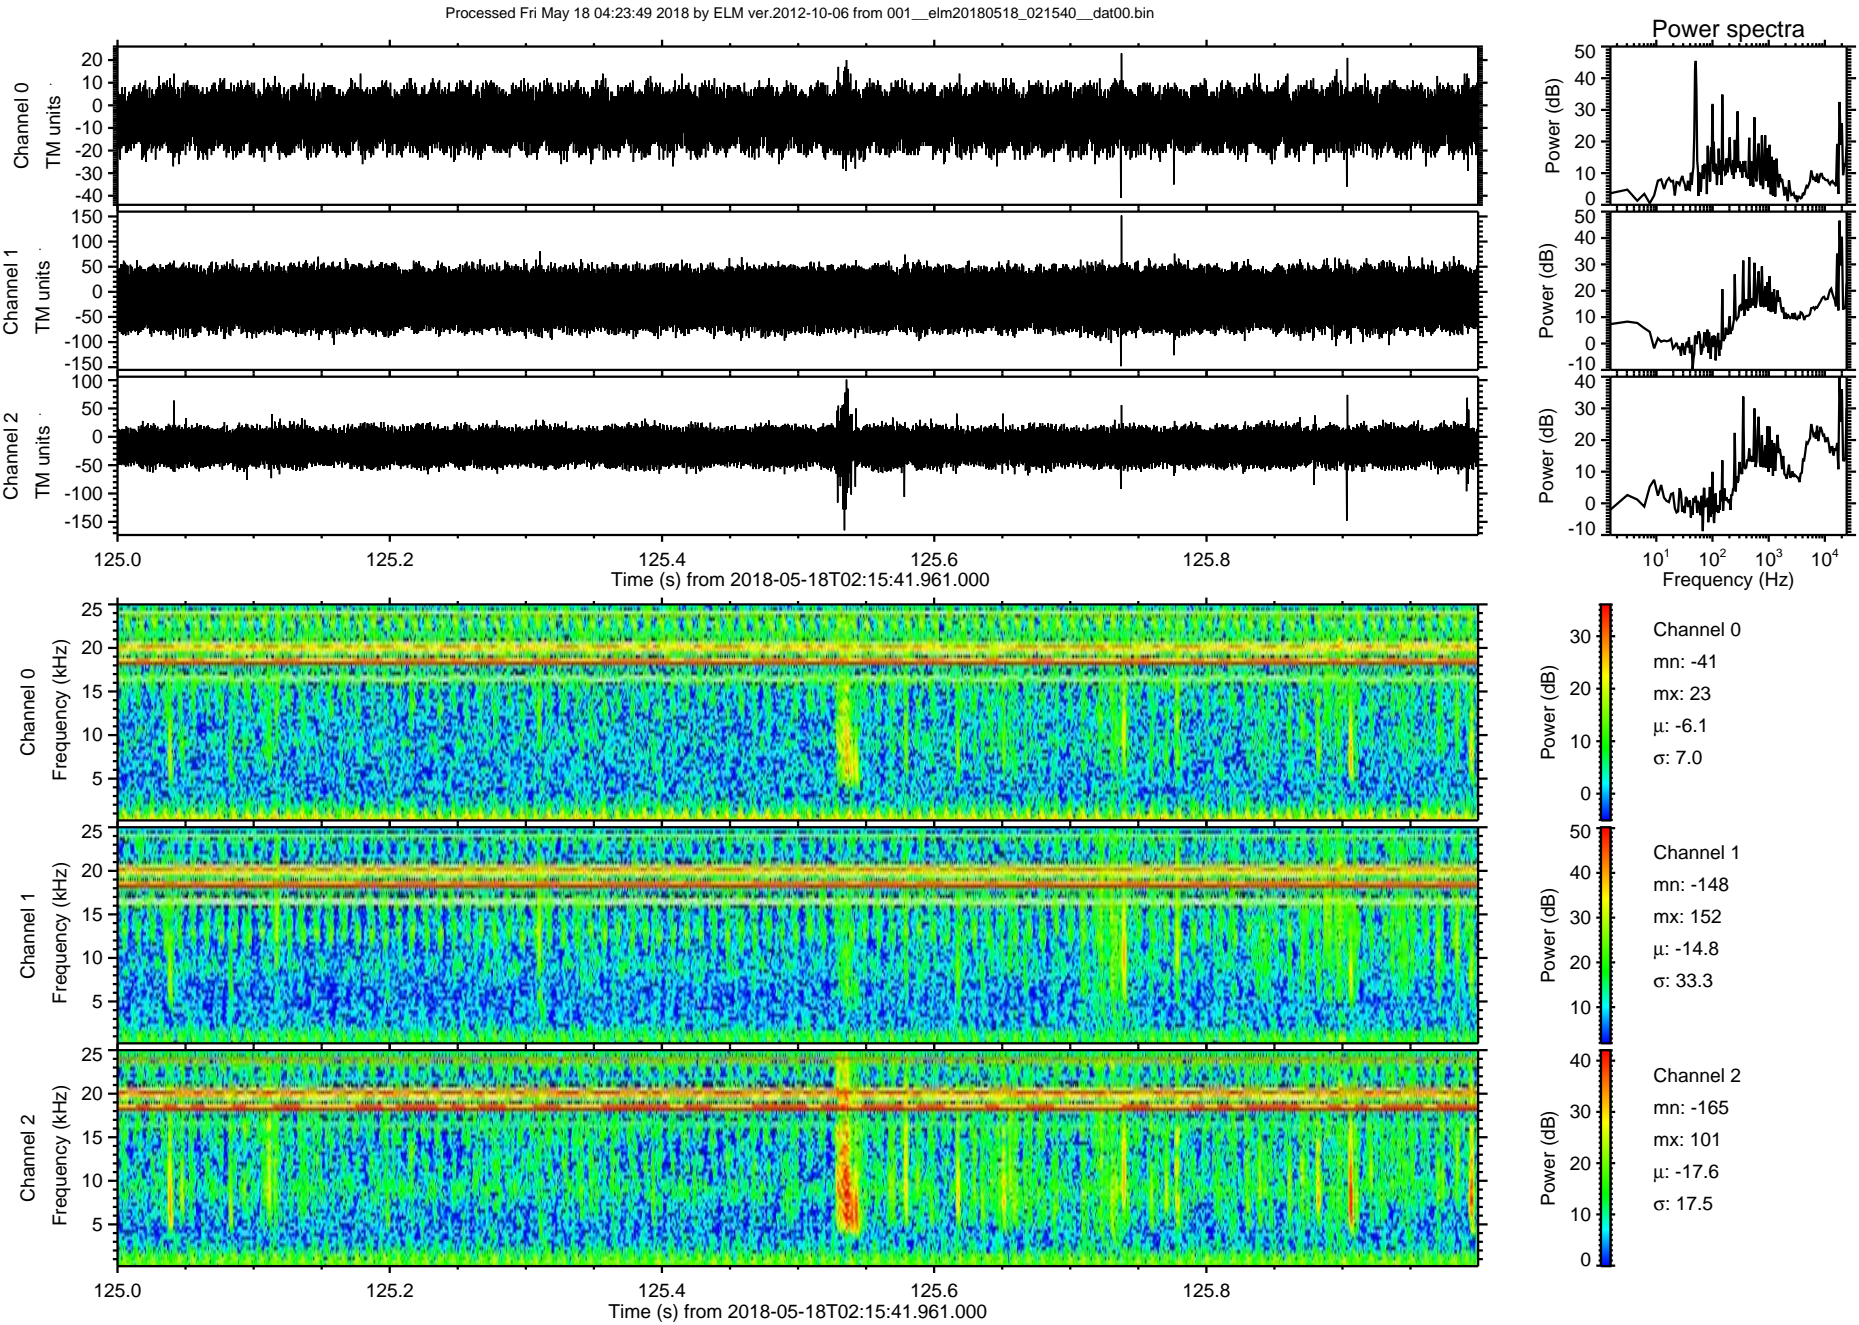 Processed Fri May 18 04:23:49 2018 by ELM ver.2012-10-06 from 001__elm20180518_021540__dat00.bin
Power spectra
Channel 0
TM units
20
10
0
-10
-20
-30
-40
Power (dB)
50
40
30
20
10
0
Channel 1
TM units
150
100
50
0
-50
-100
-150
Power (dB)
50
40
30
20
10
0
-10
Channel 2
TM units
100
50
0
-50
-100
-150
Power (dB)
40
30
20
10
0
-10
125.0 125.2 125.4 125.6 125.8
Time (s) from 2018-05-18T02:15:41.961.000
10¹ 10² 10³ 10⁴
Frequency (Hz)
Channel 0
Frequency (kHz)
25
20
15
10
5
Power (dB)
30
20
10
0
Channel 0
mn: -41
mx: 23
μ: -6.1
σ: 7.0
Channel 1
Frequency (kHz)
25
20
15
10
5
Power (dB)
50
40
30
20
10
Channel 1
mn: -148
mx: 152
μ: -14.8
σ: 33.3
Channel 2
Frequency (kHz)
25
20
15
10
5
Power (dB)
40
30
20
10
0
Channel 2
mn: -165
mx: 101
μ: -17.6
σ: 17.5
125.0 125.2 125.4 125.6 125.8
Time (s) from 2018-05-18T02:15:41.961.000